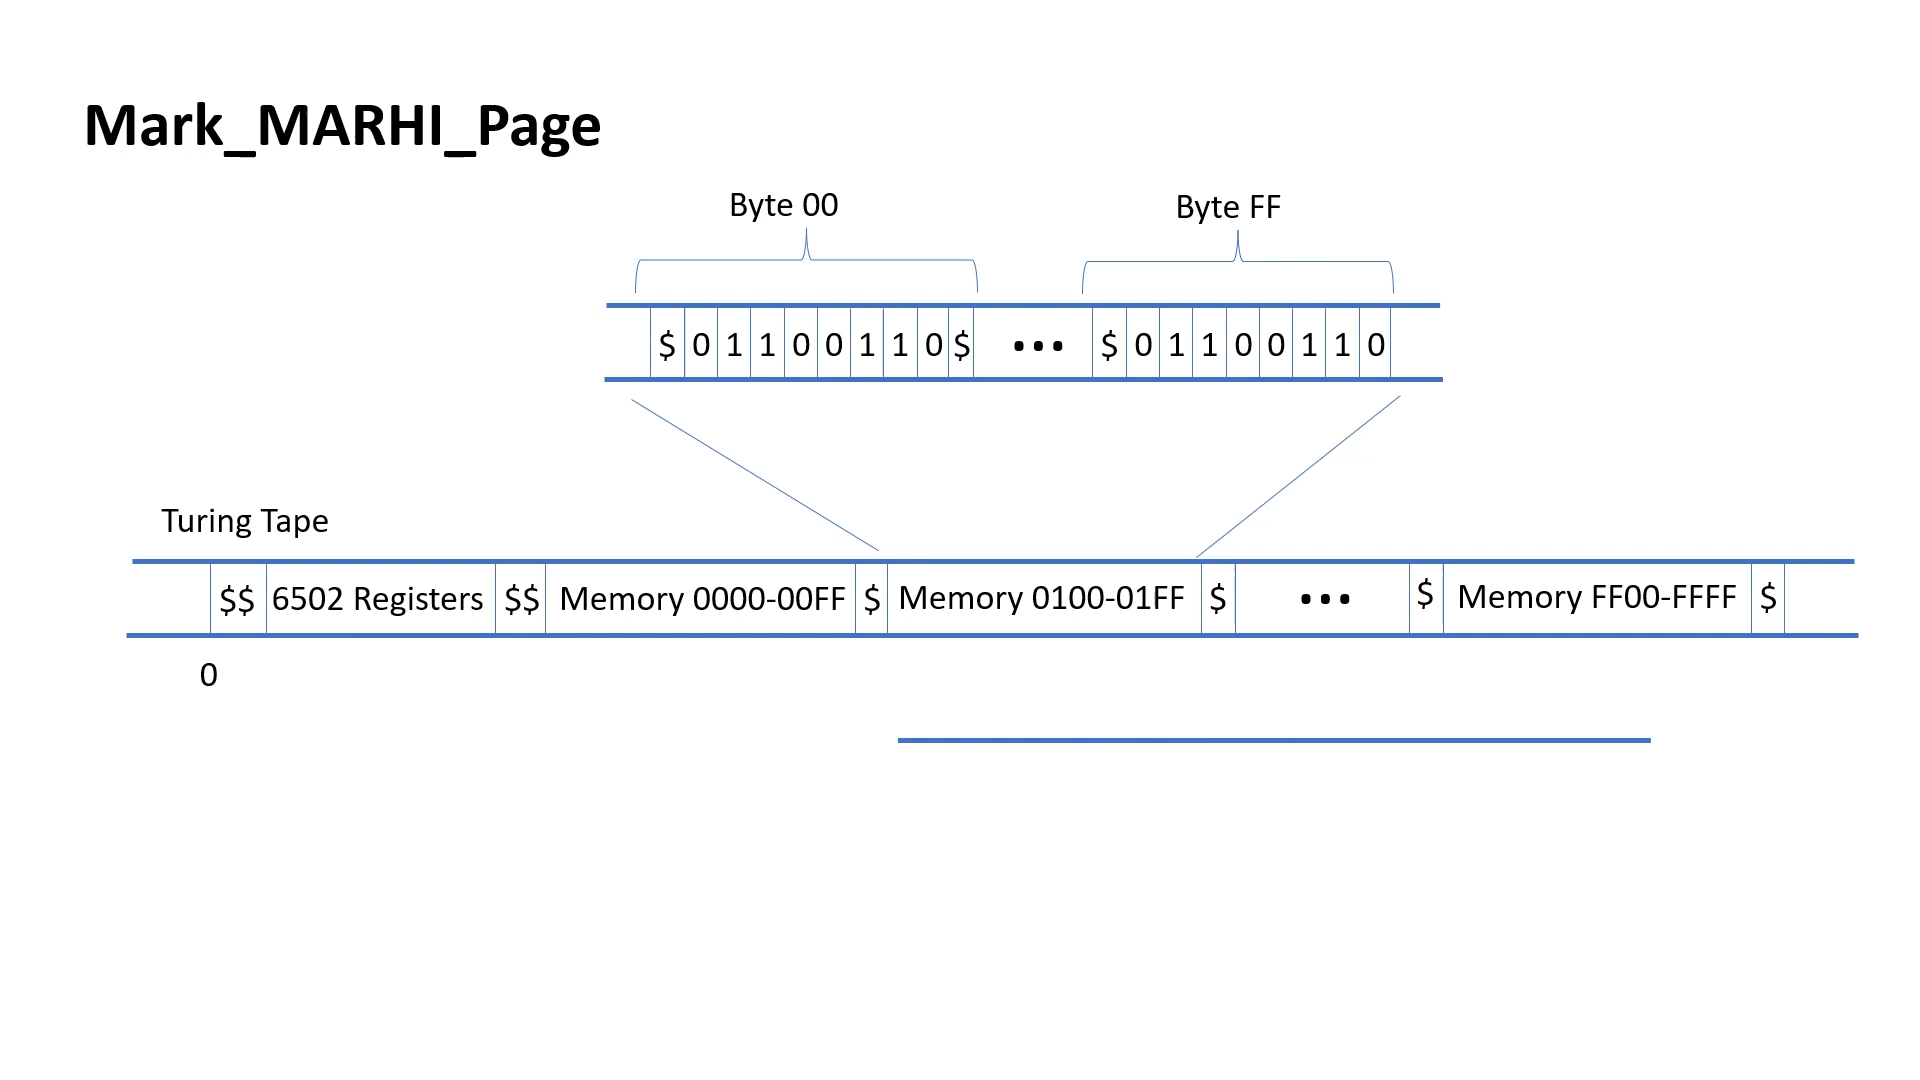 Mark_MARHI_Page
Byte 00
Byte FF
$ 0 1 1 0 0 1 1 0 $ ••• $ 0 1 1 0 0 1 1 0
Turing Tape
$$ 6502 Registers $$ Memory 0000-00FF $ Memory 0100-01FF $ ••• $ Memory FF00-FFFF $
0